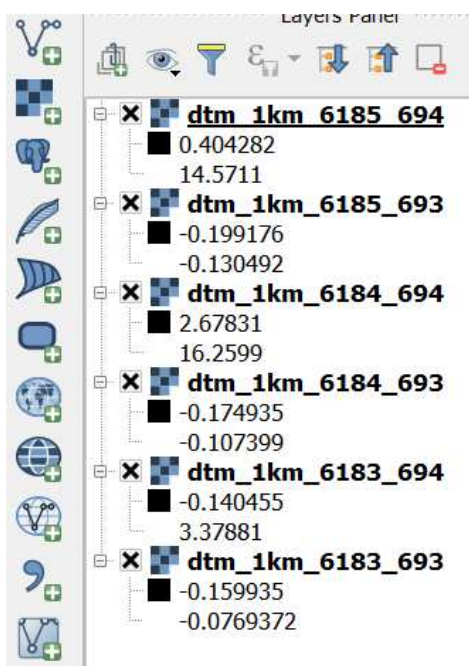 Layers Panel
dtm_1km_6185_694
0.404282
14.5711
dtm_1km_6185_693
-0.199176
-0.130492
dtm_1km_6184_694
2.67831
16.2599
dtm_1km_6184_693
-0.174935
-0.107399
dtm_1km_6183_694
-0.140455
3.37881
dtm_1km_6183_693
-0.159935
-0.0769372